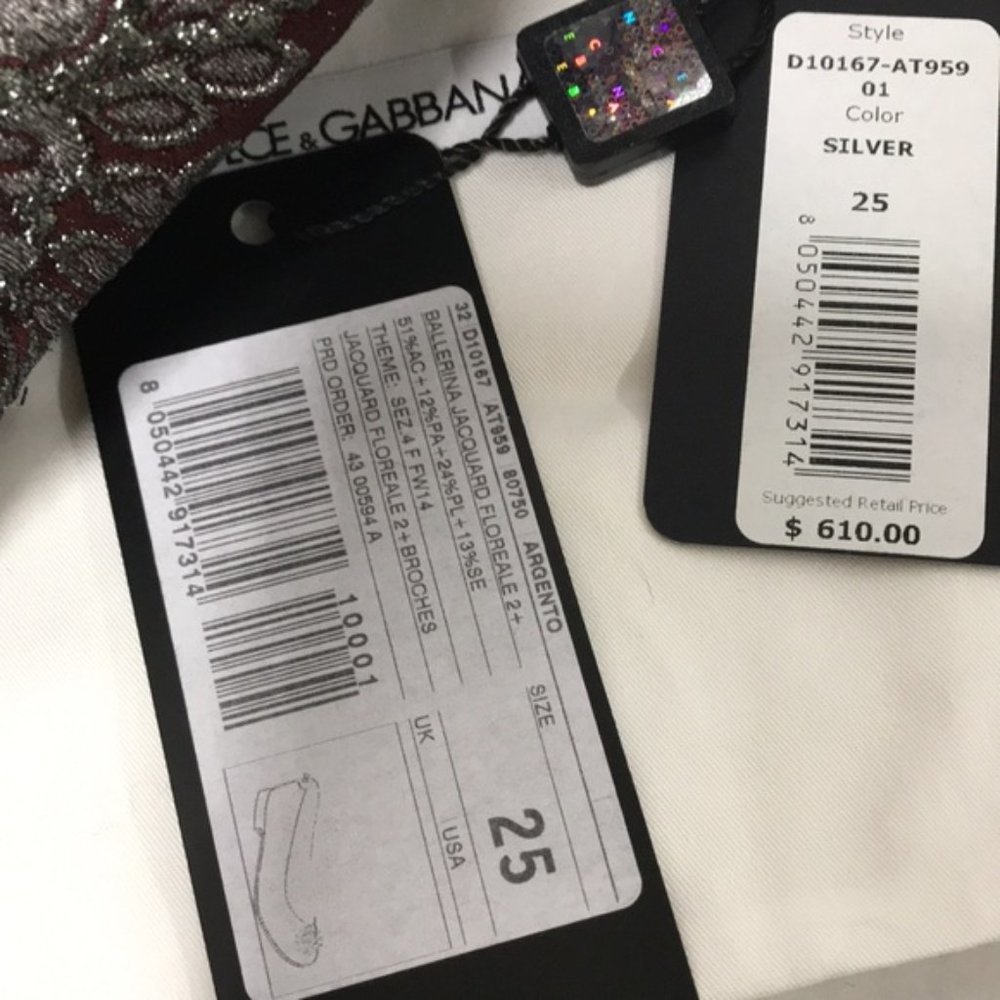 & GABBAN
Style
D10167-AT959
01
Color
SILVER
25
8 050442 917314
Suggested Retail Price
$ 610.00
32 D10167 AT959 80750 ARGENTO
BALLERINA JACQUARD FLOREALE 2+
51%AC+12%PA+24%PL+13%SE
THEME: SEZ.4 F FW14
JACQUARD FLOREALE 2+BROCHES
PRD ORDER: 43 00594 A
8 050442 917314
10001
SIZE
25
UK
USA